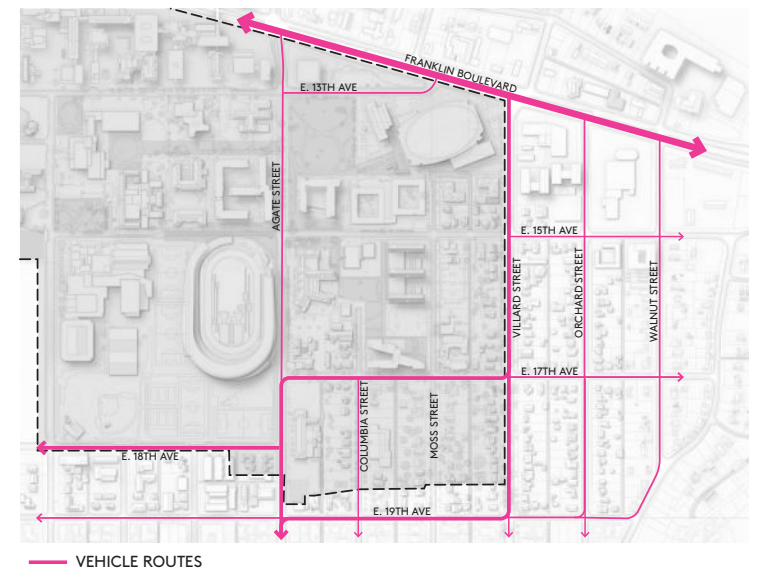 FRANKLIN BOULEVARD
E. 13TH AVE
AGATE STREET
E. 15TH AVE
VILLARD STREET
ORCHARD STREET
WALNUT STREET
E. 17TH AVE
COLUMBIA STREET
MOSS STREET
E. 18TH AVE
E. 19TH AVE
VEHICLE ROUTES